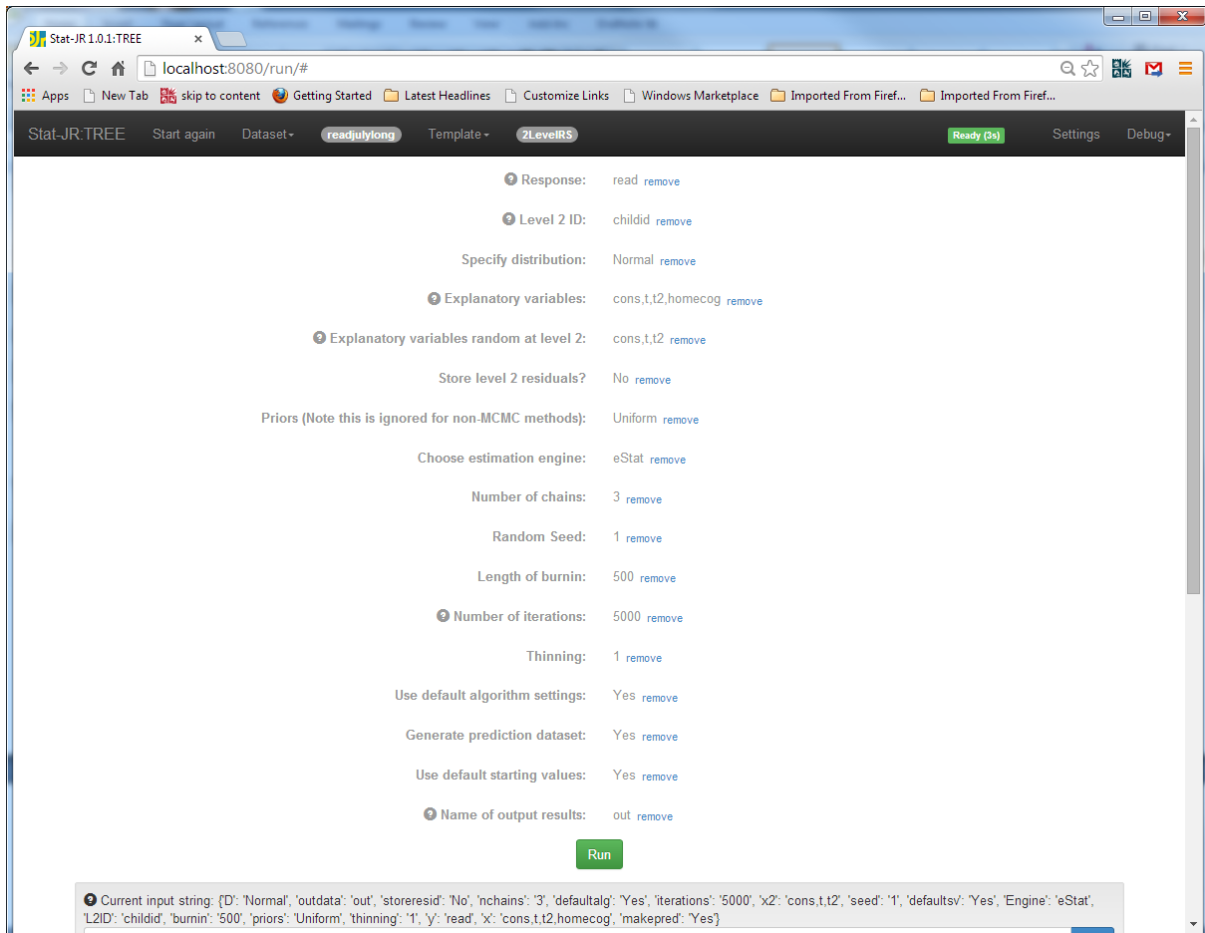 Stat-JR 1.0.1:TREE
localhost:8080/run/#
Apps New Tab skip to content Getting Started Latest Headlines Customize Links Windows Marketplace Imported From Firef... Imported From Firef...
Stat-JR:TREE Start again Dataset readjulylong Template 2LevelRS Ready (3s) Settings Debug
Response: read remove
Level 2 ID: childid remove
Specify distribution: Normal remove
Explanatory variables: cons,t,t2,homecog remove
Explanatory variables random at level 2: cons,t,t2 remove
Store level 2 residuals? No remove
Priors (Note this is ignored for non-MCMC methods): Uniform remove
Choose estimation engine: eStat remove
Number of chains: 3 remove
Random Seed: 1 remove
Length of burnin: 500 remove
Number of iterations: 5000 remove
Thinning: 1 remove
Use default algorithm settings: Yes remove
Generate prediction dataset: Yes remove
Use default starting values: Yes remove
Name of output results: out remove
Run
Current input string: {'D': 'Normal', 'outdata': 'out', 'storeresid': 'No', 'nchains': '3', 'defaultalg': 'Yes', 'iterations': '5000', 'x2': 'cons,t,t2', 'seed': '1', 'defaultsv': 'Yes', 'Engine': 'eStat',
'L2ID': 'childid', 'burnin': '500', 'priors': 'Uniform', 'thinning': '1', 'y': 'read', 'x': 'cons,t,t2,homecog', 'makepred': 'Yes'}